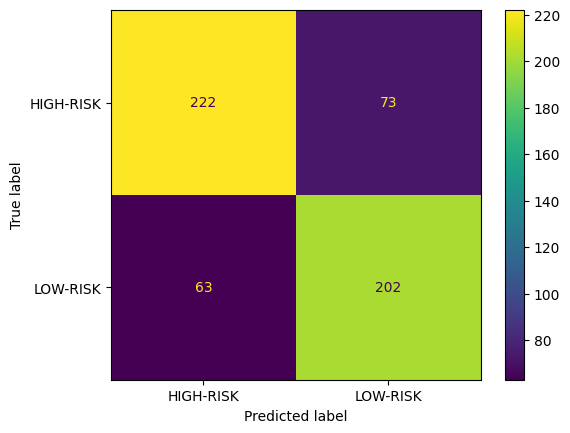 220
200
180
160
140
120
100
80
True label
HIGH-RISK
222
73
LOW-RISK
63
202
HIGH-RISK
LOW-RISK
Predicted label